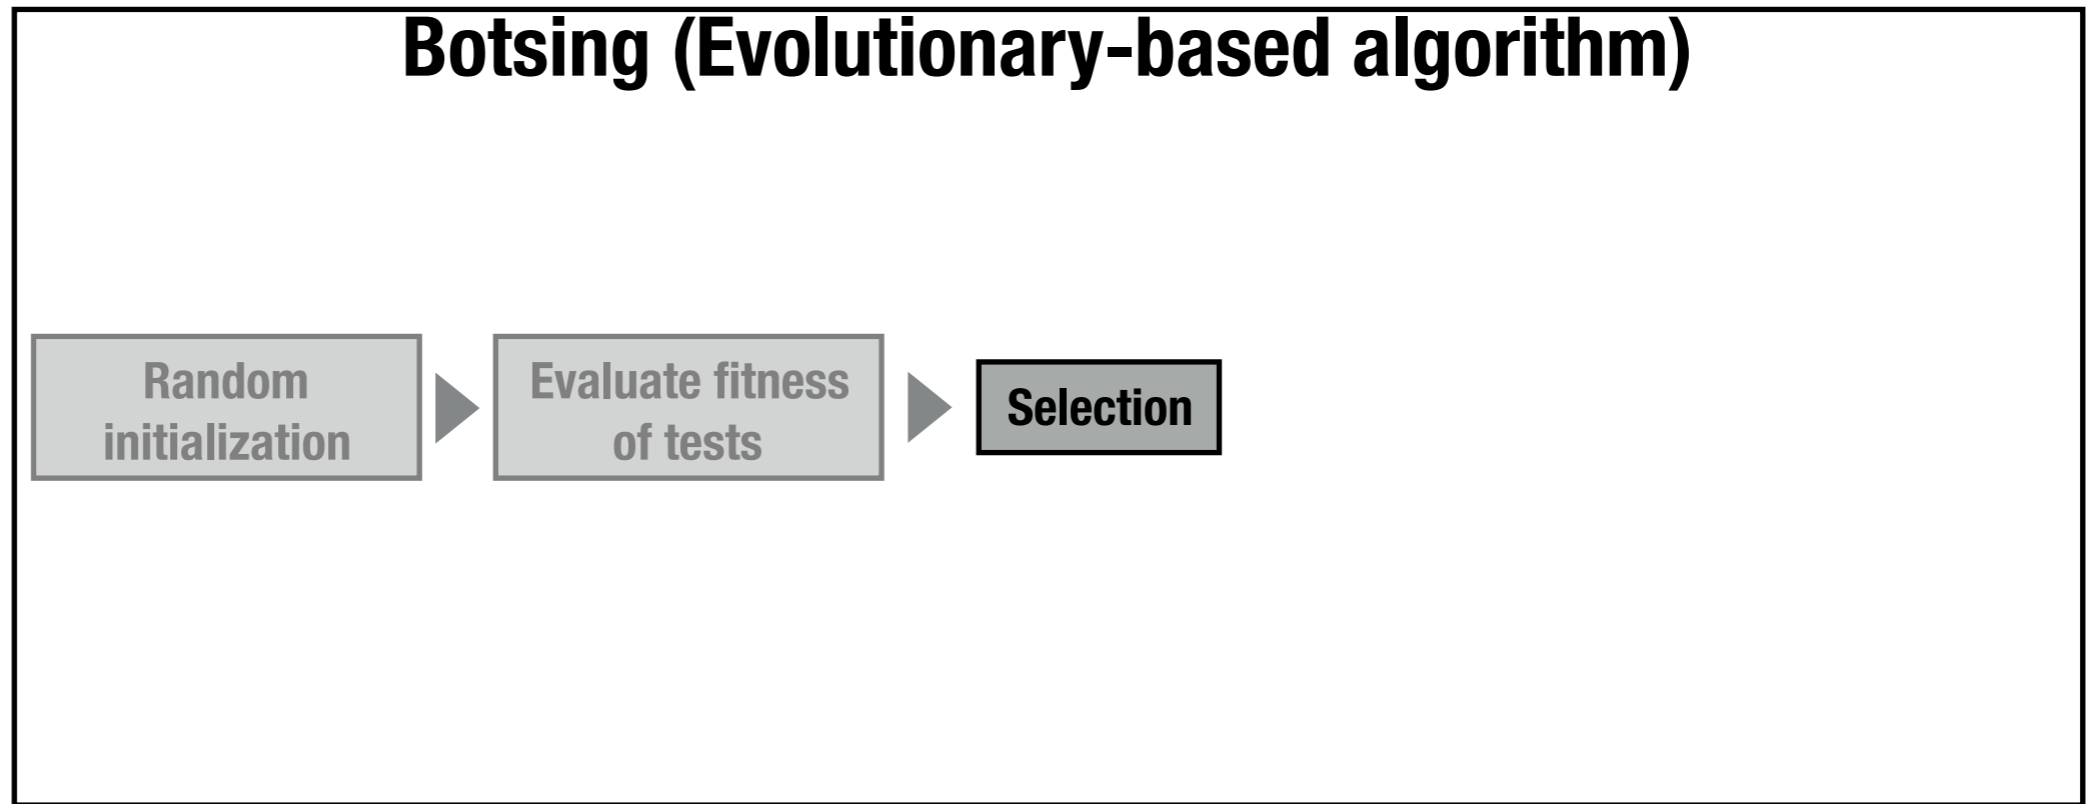 Botsing (Evolutionary-based algorithm)
Random
initialization
Evaluate fitness
of tests
Selection